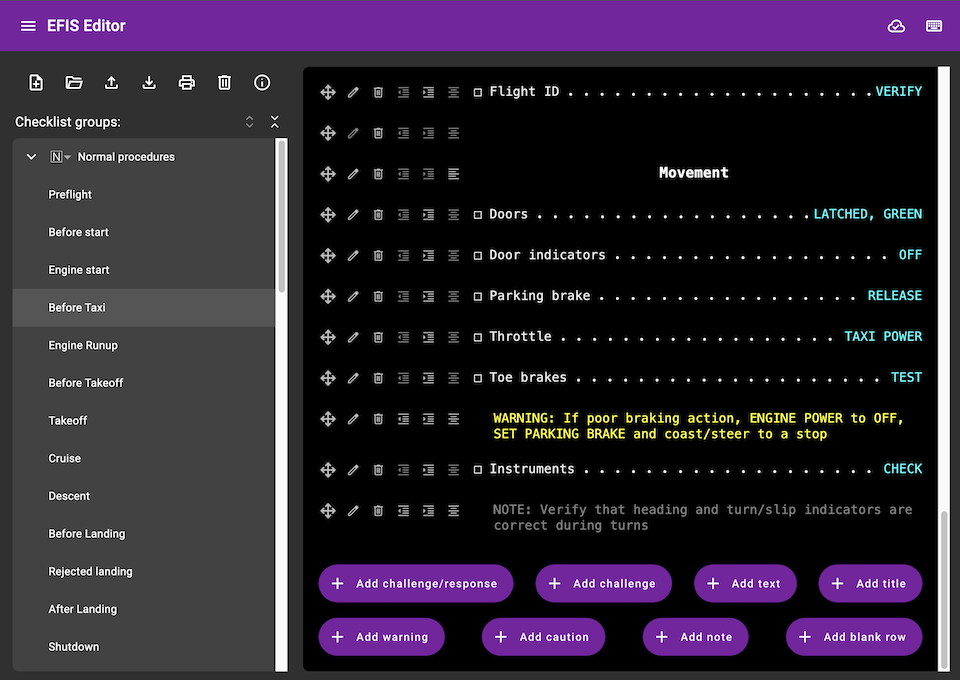 EFIS Editor
Checklist groups:
N Normal procedures
Preflight
Before start
Engine start
Before Taxi
Engine Runup
Before Takeoff
Takeoff
Cruise
Descent
Before Landing
Rejected landing
After Landing
Shutdown
Flight ID . . . . . . . . . . . . . . . . . . . . VERIFY
Movement
Doors . . . . . . . . . . . . . . . . . . LATCHED, GREEN
Door indicators . . . . . . . . . . . . . . . . . . OFF
Parking brake . . . . . . . . . . . . . . . . . RELEASE
Throttle . . . . . . . . . . . . . . . . . . TAXI POWER
Toe brakes . . . . . . . . . . . . . . . . . . . . TEST
WARNING: If poor braking action, ENGINE POWER to OFF,
SET PARKING BRAKE and coast/steer to a stop
Instruments . . . . . . . . . . . . . . . . . . . CHECK
NOTE: Verify that heading and turn/slip indicators are
correct during turns
+ Add challenge/response
+ Add challenge
+ Add text
+ Add title
+ Add warning
+ Add caution
+ Add note
+ Add blank row